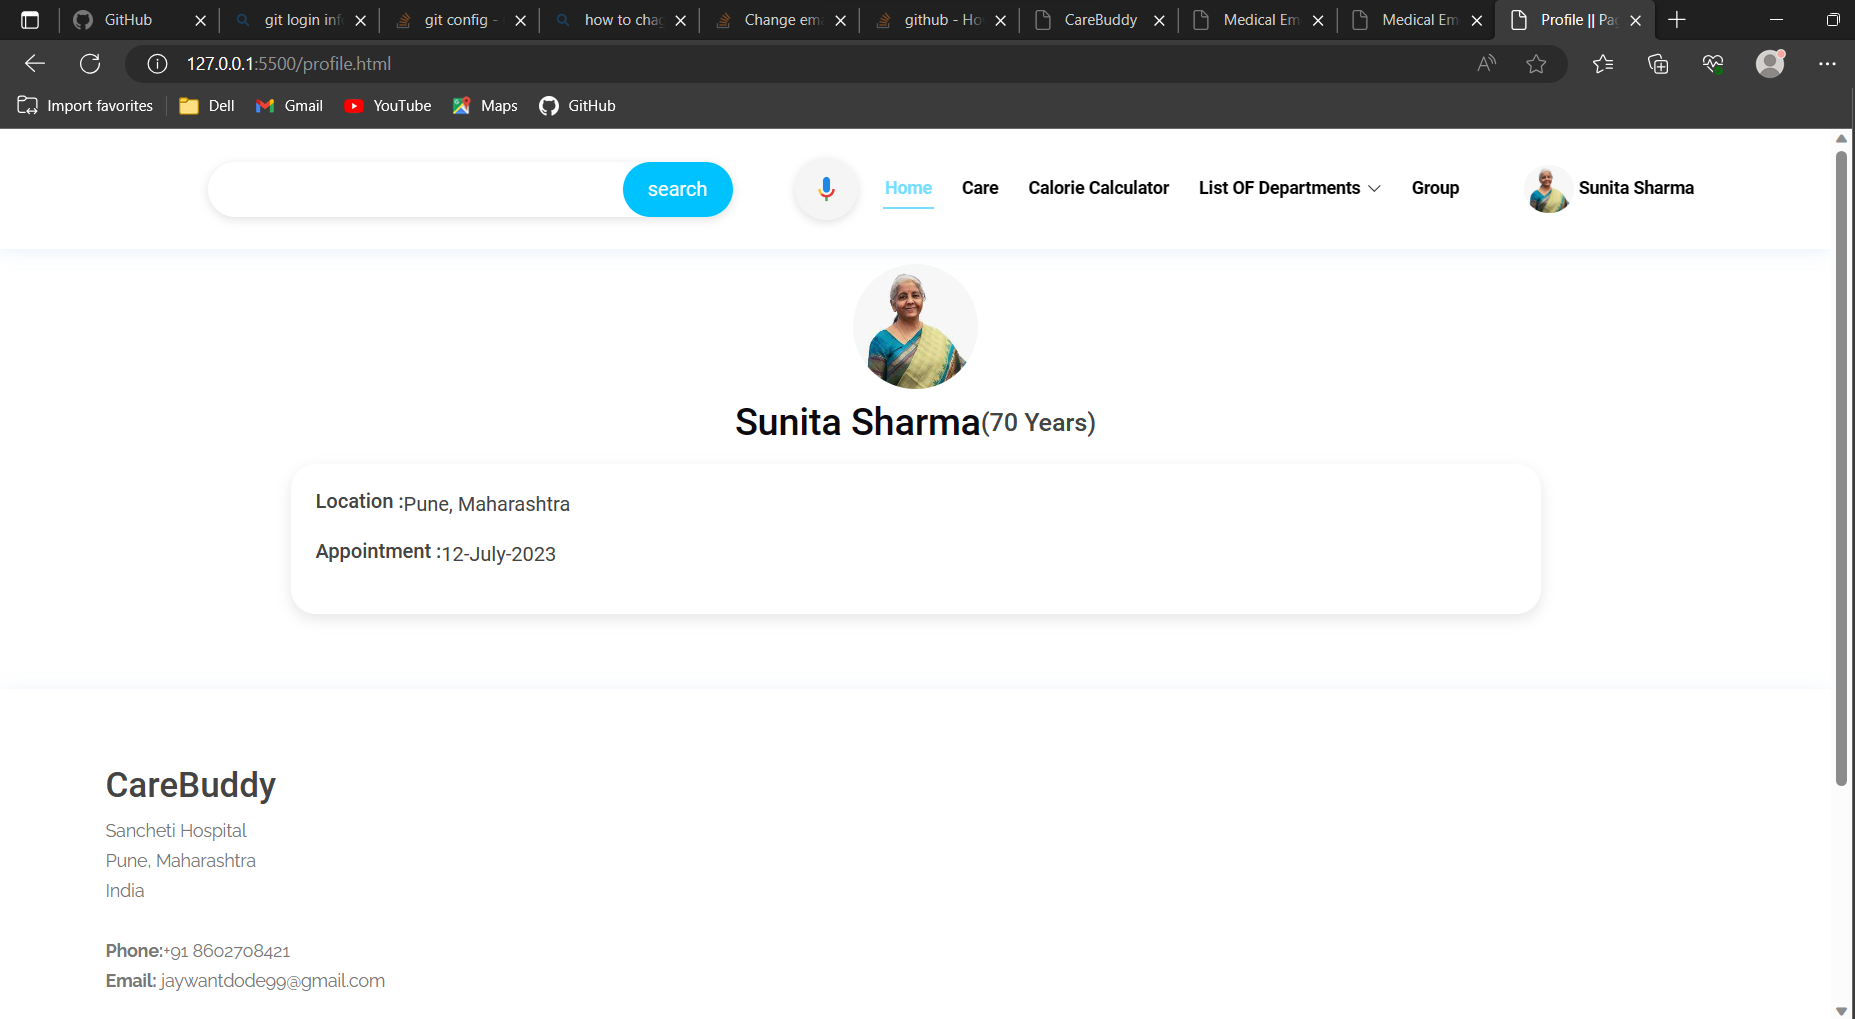 GitHub
git login inf
git config -
how to chag
Change ema
github - Ho
CareBuddy
Medical Em
Medical Em
Profile || Pag
127.0.0.1:5500/profile.html
Import favorites
Dell
Gmail
YouTube
Maps
GitHub
search
Home
Care
Calorie Calculator
List OF Departments
Group
Sunita Sharma
Sunita Sharma(70 Years)
Location :Pune, Maharashtra
Appointment :12-July-2023
CareBuddy
Sancheti Hospital
Pune, Maharashtra
India
Phone:+91 8602708421
Email: jaywantdode99@gmail.com